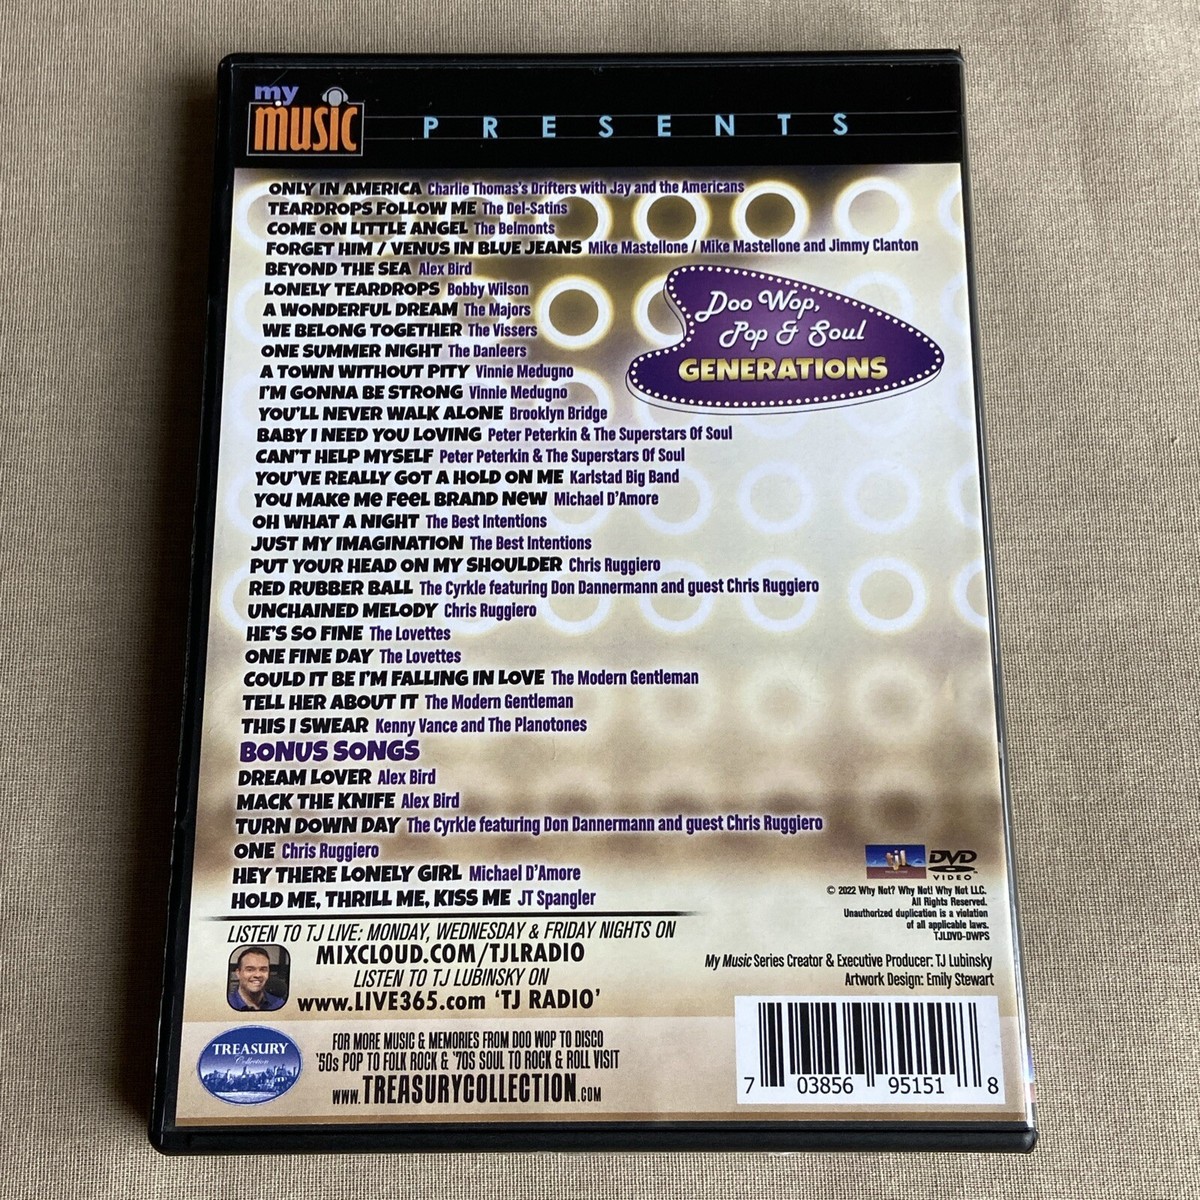 my
music
PRESENTS
ONLY IN AMERICA Charlie Thomas's Drifters with Jay and the Americans
TEARDROPS FOLLOW ME The Del-Satins
COME ON LITTLE ANGEL The Belmonts
FORGET HIM / VENUS IN BLUE JEANS Mike Mastellone / Mike Mastellone and Jimmy Clanton
BEYOND THE SEA Alex Bird
LONELY TEARDROPS Bobby Wilson
A WONDERFUL DREAM The Majors
WE BELONG TOGETHER The Vissers
ONE SUMMER NIGHT The Danleers
A TOWN WITHOUT PITY Vinnie Medugno
I'M GONNA BE STRONG Vinnie Medugno
YOU'LL NEVER WALK ALONE Brooklyn Bridge
BABY I NEED YOU LOVING Peter Peterkin & The Superstars Of Soul
CAN'T HELP MYSELF Peter Peterkin & The Superstars Of Soul
YOU'VE REALLY GOT A HOLD ON ME Karlstad Big Band
YOU MAKE ME FEEL BRAND NEW Michael D'Amore
OH WHAT A NIGHT The Best Intentions
JUST MY IMAGINATION The Best Intentions
PUT YOUR HEAD ON MY SHOULDER Chris Ruggiero
RED RUBBER BALL The Cyrkle featuring Don Dannermann and guest Chris Ruggiero
UNCHAINED MELODY Chris Ruggiero
HE'S SO FINE The Lovettes
ONE FINE DAY The Lovettes
COULD IT BE I'M FALLING IN LOVE The Modern Gentleman
TELL HER ABOUT IT The Modern Gentleman
THIS I SWEAR Kenny Vance and The Planotones
BONUS SONGS
DREAM LOVER Alex Bird
MACK THE KNIFE Alex Bird
TURN DOWN DAY The Cyrkle featuring Don Dannermann and guest Chris Ruggiero
ONE Chris Ruggiero
HEY THERE LONELY GIRL Michael D'Amore
HOLD ME, THRILL ME, KISS ME JT Spangler
Doo Wop,
Pop & Soul
GENERATIONS
LISTEN TO TJ LIVE: MONDAY, WEDNESDAY & FRIDAY NIGHTS ON
MIXCLOUD.COM/TJLRADIO
LISTEN TO TJ LUBINSKY ON
www.LIVE365.com 'TJ RADIO'
tjl
DVD
VIDEO
© 2022 Why Not? Why Not! Why Not LLC.
All Rights Reserved.
Unauthorized duplication is a violation
of all applicable laws.
TJLDVD-DWPS
My Music Series Creator & Executive Producer: TJ Lubinsky
Artwork Design: Emily Stewart
TREASURY
Collection
FOR MORE MUSIC & MEMORIES FROM DOO WOP TO DISCO
'50s POP TO FOLK ROCK & '70S SOUL TO ROCK & ROLL VISIT
WWW.TREASURYCOLLECTION.COM
7 03856 95151 8